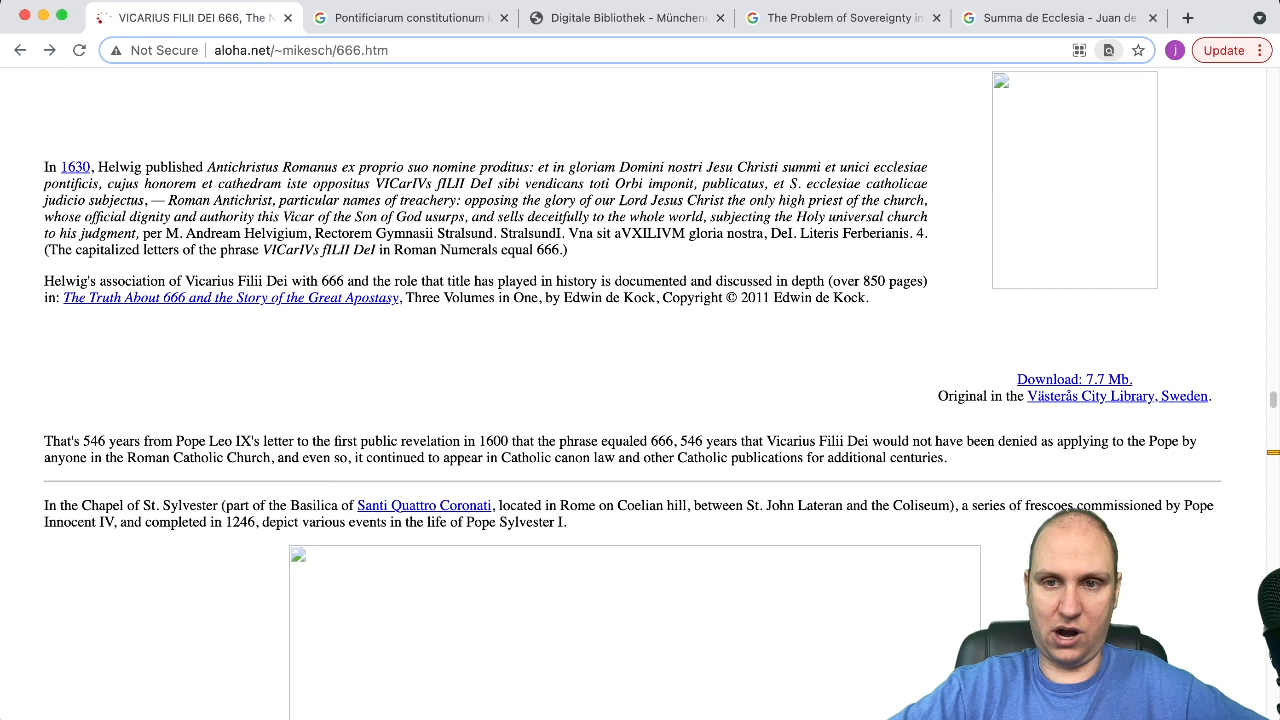 VICARIUS FILII DEI 666, The N
Pontificiarum constitutionum i
Digitale Bibliothek - München
The Problem of Sovereignty in
Summa de Ecclesia - Juan de
Not Secure
aloha.net/~mikesch/666.htm
j
Update
In 1630, Helwig published Antichristus Romanus ex proprio suo nomine proditus: et in gloriam Domini nostri Jesu Christi summi et unici ecclesiae
pontificis, cujus honorem et cathedram iste oppositus VICarIVs fILII DeI sibi vendicans toti Orbi imponit, publicatus, et S. ecclesiae catholicae
judicio subjectus, — Roman Antichrist, particular names of treachery: opposing the glory of our Lord Jesus Christ the only high priest of the church,
whose official dignity and authority this Vicar of the Son of God usurps, and sells deceitfully to the whole world, subjecting the Holy universal church
to his judgment, per M. Andream Helvigium, Rectorem Gymnasii Stralsund. StralsundI. Vna sit aVXILIVM gloria nostra, DeI. Literis Ferberianis. 4.
(The capitalized letters of the phrase VICarIVs fILII DeI in Roman Numerals equal 666.)
Helwig's association of Vicarius Filii Dei with 666 and the role that title has played in history is documented and discussed in depth (over 850 pages)
in: The Truth About 666 and the Story of the Great Apostasy, Three Volumes in One, by Edwin de Kock, Copyright © 2011 Edwin de Kock.
Download: 7.7 Mb.
Original in the Västerås City Library, Sweden.
That's 546 years from Pope Leo IX's letter to the first public revelation in 1600 that the phrase equaled 666, 546 years that Vicarius Filii Dei would not have been denied as applying to the Pope by
anyone in the Roman Catholic Church, and even so, it continued to appear in Catholic canon law and other Catholic publications for additional centuries.
In the Chapel of St. Sylvester (part of the Basilica of Santi Quattro Coronati, located in Rome on Coelian hill, between St. John Lateran and the Coliseum), a series of frescoes commissioned by Pope
Innocent IV, and completed in 1246, depict various events in the life of Pope Sylvester I.